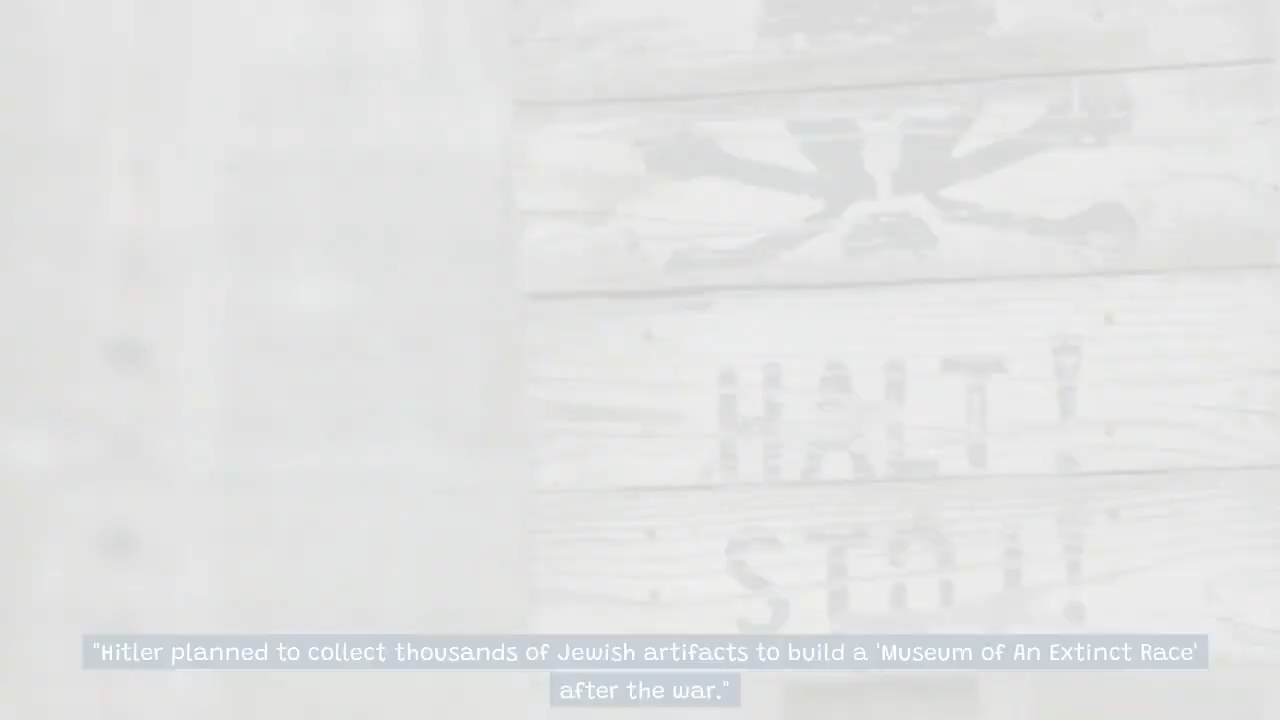 HALT!
STOJ!
"Hitler planned to collect thousands of Jewish artifacts to build a 'Museum of An Extinct Race'
after the war."